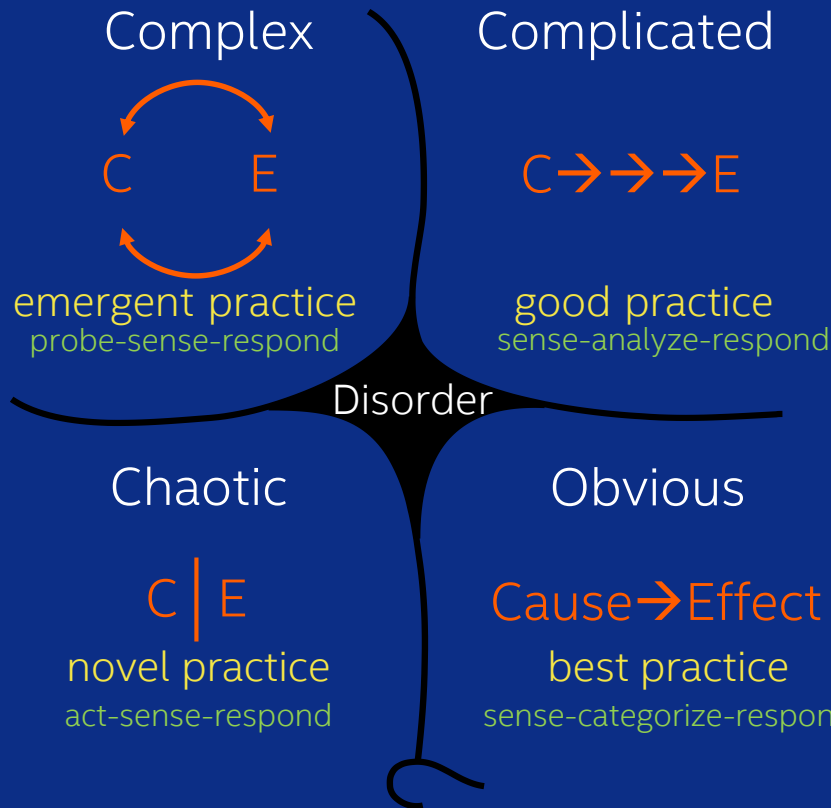 Complex
C E
emergent practice
probe-sense-respond
Complicated
C→→→E
good practice
sense-analyze-respond
Disorder
Chaotic
C|E
novel practice
act-sense-respond
Obvious
Cause→Effect
best practice
sense-categorize-respon